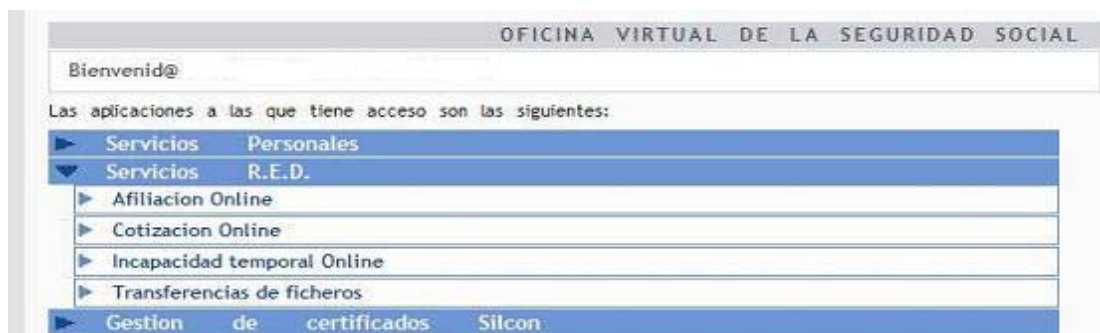 OFICINA VIRTUAL DE LA SEGURIDAD SOCIAL
Bienvenid@
Las aplicaciones a las que tiene acceso son las siguientes:
Servicios Personales
Servicios R.E.D.
Afiliacion Online
Cotizacion Online
Incapacidad temporal Online
Transferencias de ficheros
Gestion de certificados Silcon